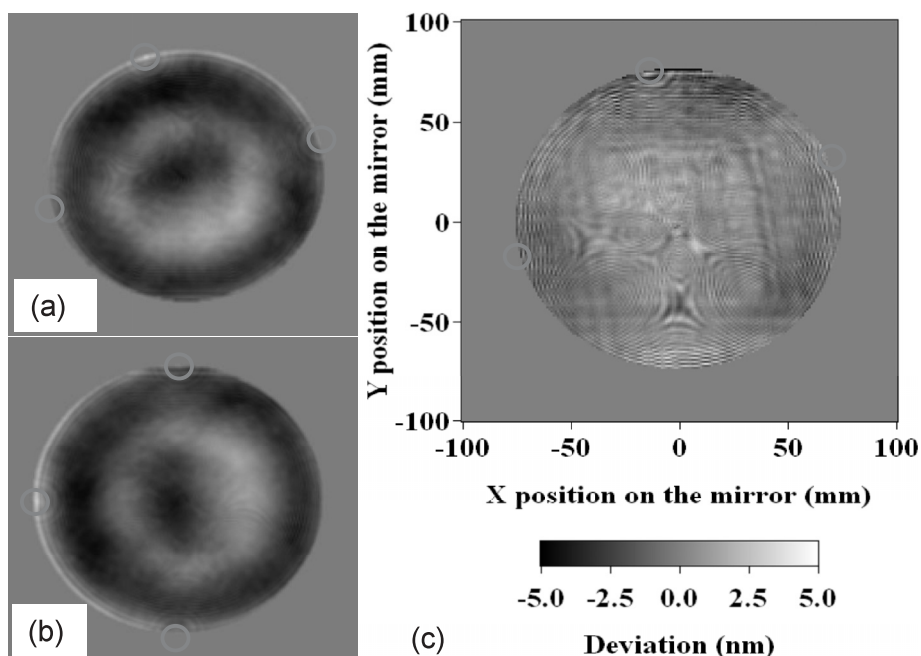 (a)
(b)
100
50
0
-50
-100
Y position on the mirror (mm)
-100 -50 0 50 100
X position on the mirror (mm)
-5.0 -2.5 0.0 2.5 5.0
Deviation (nm)
(c)